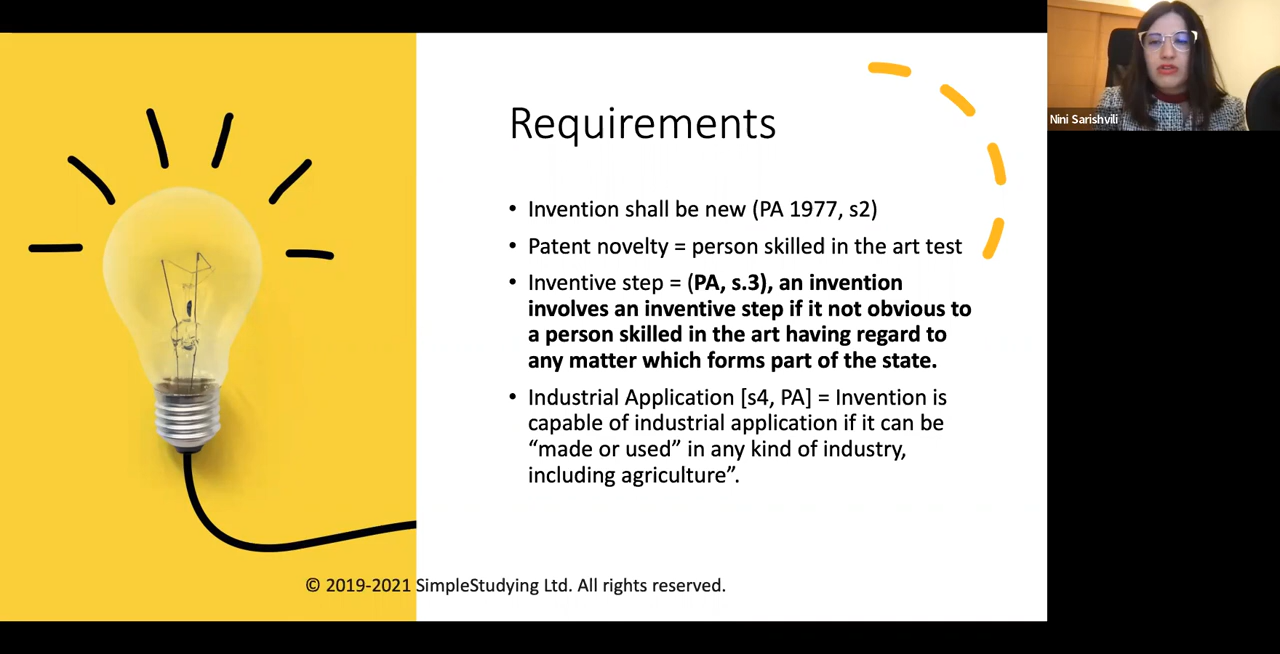 Requirements
• Invention shall be new (PA 1977, s2)
• Patent novelty = person skilled in the art test
• Inventive step = (PA, s.3), an invention
involves an inventive step if it not obvious to
a person skilled in the art having regard to
any matter which forms part of the state.
• Industrial Application [s4, PA] = Invention is
capable of industrial application if it can be
“made or used” in any kind of industry,
including agriculture”.
© 2019-2021 SimpleStudying Ltd. All rights reserved.
Nini Sarishvili